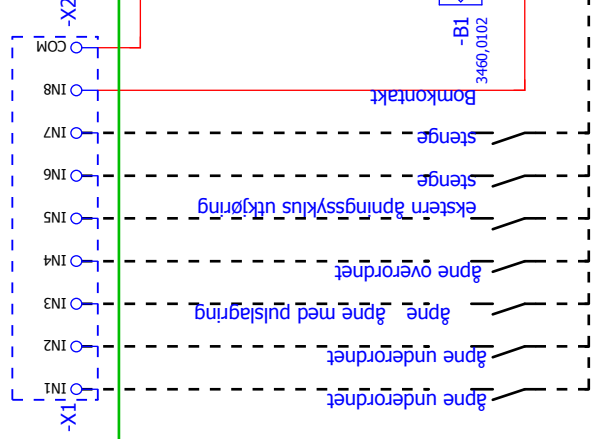 -X1
IN1 åpne underordnet
IN2 åpne underordnet
IN3 åpne med pulslagring åpne
IN4 åpne overordnet
IN5 ekstern åpningssyklus utkjøring
IN6 stenge
IN7 stenge
IN8 Bomkontakt
COM
-X2
-B1
3460,0102